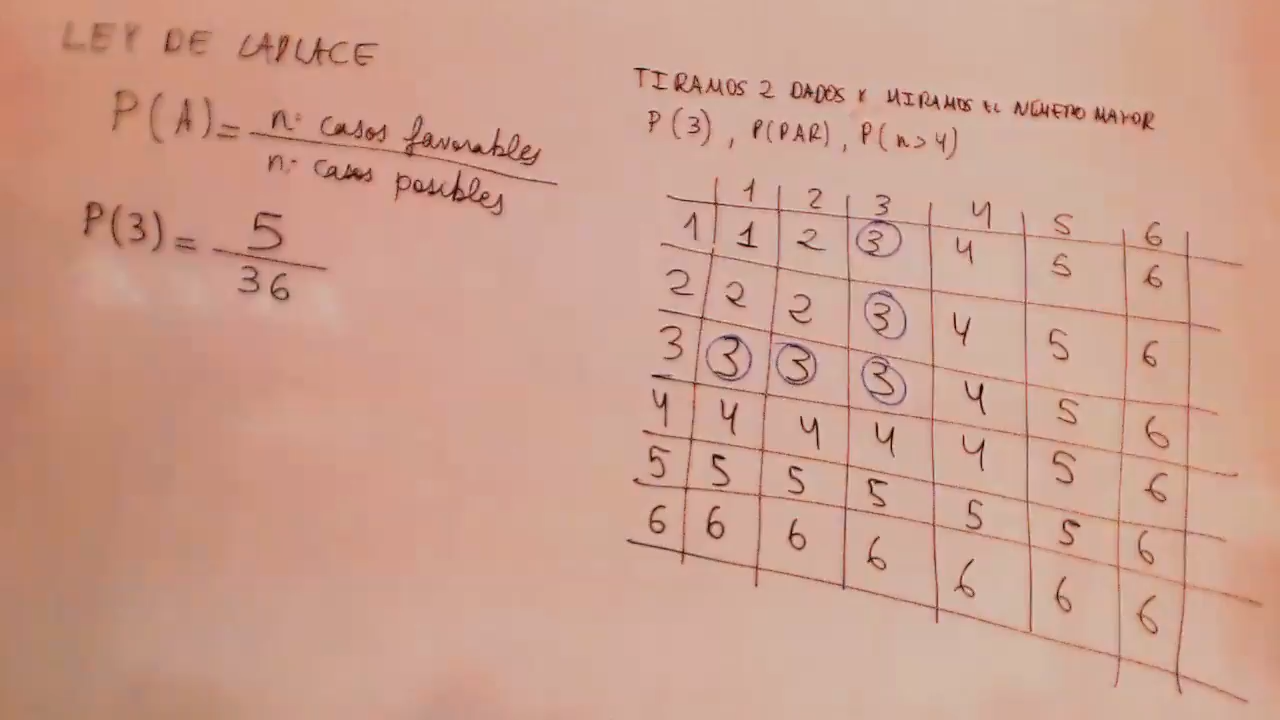 LEY DE LAPLACE
P(A) = n.º casos favorables / n.º casos posibles
P(3) = 5 / 36
TIRAMOS 2 DADOS Y MIRAMOS EL NÚMERO MAYOR
P(3), P(PAR), P(n>4)
1 2 3 4 5 6
1 1 2 3 4 5 6
2 2 2 3 4 5 6
3 3 3 3 4 5 6
4 4 4 4 4 5 6
5 5 5 5 5 5 6
6 6 6 6 6 6 6